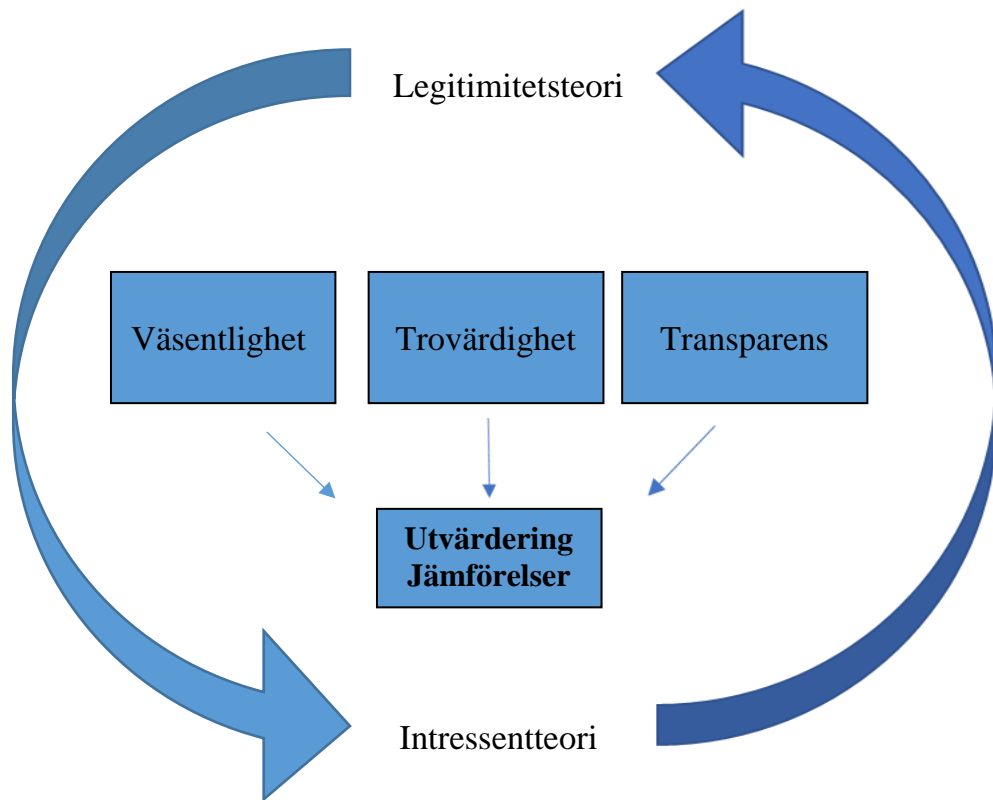 Legitimitetsteori
Väsentlighet
Trovärdighet
Transparens
Utvärdering
Jämförelser
Intressentteori